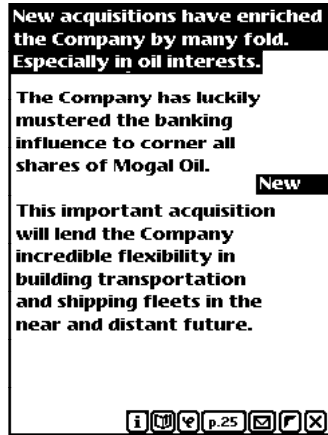 New acquisitions have enriched
the Company by many fold.
Especially in oil interests.
The Company has luckily
mustered the banking
influence to corner all
shares of Mogal Oil.
New
This important acquisition
will lend the Company
incredible flexibility in
building transportation
and shipping fleets in the
near and distant future.
i p.25 X